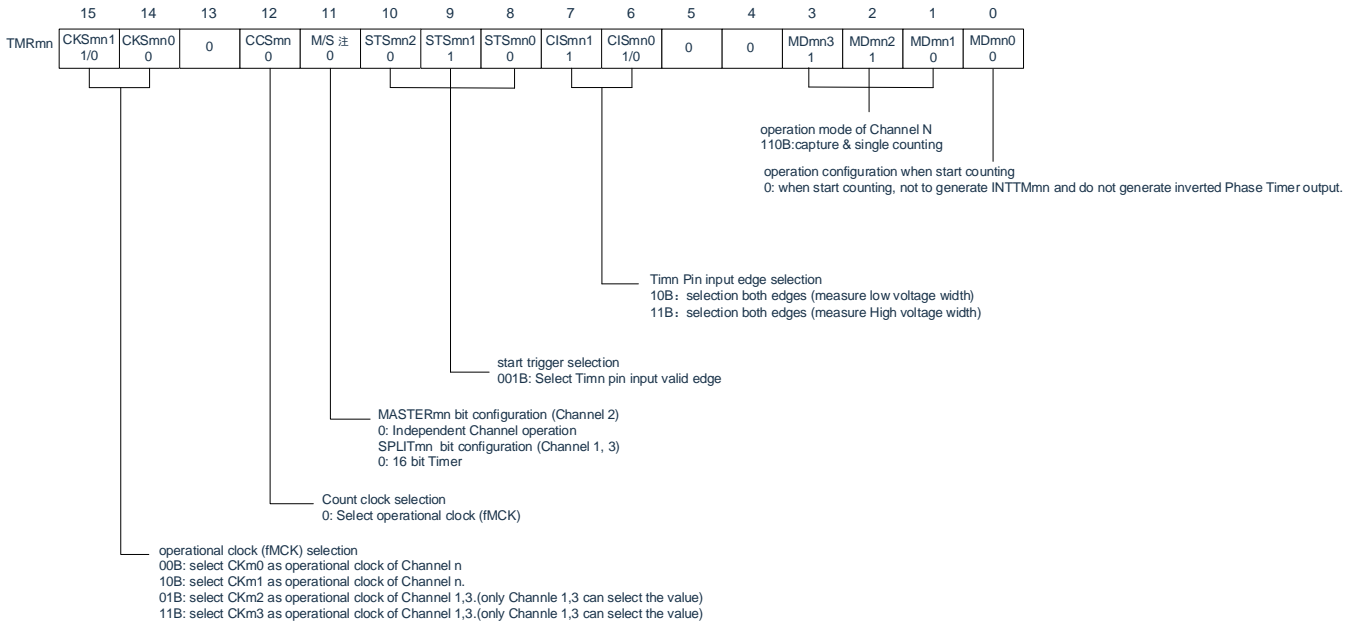 15 14 13 12 11 10 9 8 7 6 5 4 3 2 1 0
TMRmn CKSmn1 CKSmn0 0 CCSmn M/S 注 STSmn2 STSmn1 STSmn0 CISmn1 CISmn0 0 0 MDmn3 MDmn2 MDmn1 MDmn0
1/0 0 0 0 0 1 0 1 1/0 1 1 0 0
operation mode of Channel N
110B:capture & single counting
operation configuration when start counting
0: when start counting, not to generate INTTMmn and do not generate inverted Phase Timer output.
Timn Pin input edge selection
10B： selection both edges (measure low voltage width)
11B： selection both edges (measure High voltage width)
start trigger selection
001B: Select Timn pin input valid edge
MASTERmn bit configuration (Channel 2)
0: Independent Channel operation
SPLITmn bit configuration (Channel 1, 3)
0: 16 bit Timer
Count clock selection
0: Select operational clock (fMCK)
operational clock (fMCK) selection
00B: select CKm0 as operational clock of Channel n
10B: select CKm1 as operational clock of Channel n.
01B: select CKm2 as operational clock of Channel 1,3.(only Channle 1,3 can select the value)
11B: select CKm3 as operational clock of Channel 1,3.(only Channle 1,3 can select the value)